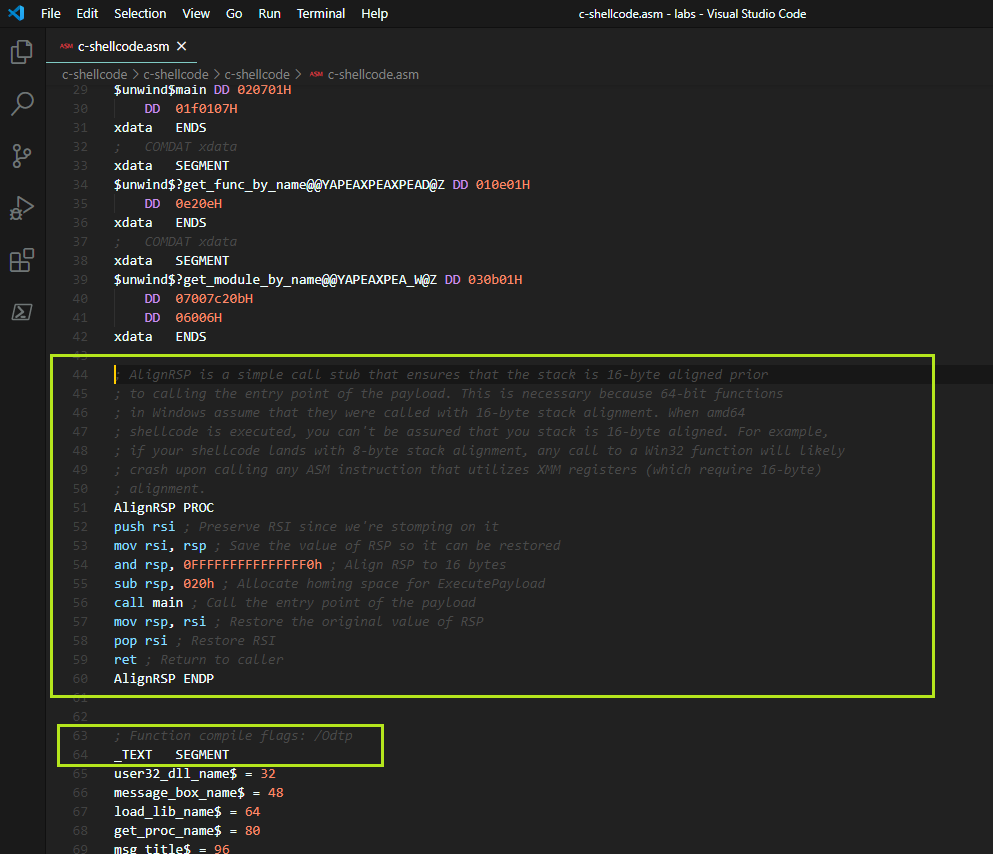 File Edit Selection View Go Run Terminal Help c-shellcode.asm - labs - Visual Studio Code
ASM c-shellcode.asm ✕
c-shellcode > c-shellcode > c-shellcode > ASM c-shellcode.asm
29 $unwind$main DD 020701H
30 DD 01f0107H
31 xdata ENDS
32 ; COMDAT xdata
33 xdata SEGMENT
34 $unwind$?get_func_by_name@@YAPEAXPEAXPEAD@Z DD 010e01H
35 DD 0e20eH
36 xdata ENDS
37 ; COMDAT xdata
38 xdata SEGMENT
39 $unwind$?get_module_by_name@@YAPEAXPEA_W@Z DD 030b01H
40 DD 07007c20bH
41 DD 06006H
42 xdata ENDS
43
44 ; AlignRSP is a simple call stub that ensures that the stack is 16-byte aligned prior
45 ; to calling the entry point of the payload. This is necessary because 64-bit functions
46 ; in Windows assume that they were called with 16-byte stack alignment. When amd64
47 ; shellcode is executed, you can't be assured that you stack is 16-byte aligned. For example,
48 ; if your shellcode lands with 8-byte stack alignment, any call to a Win32 function will likely
49 ; crash upon calling any ASM instruction that utilizes XMM registers (which require 16-byte)
50 ; alignment.
51 AlignRSP PROC
52 push rsi ; Preserve RSI since we're stomping on it
53 mov rsi, rsp ; Save the value of RSP so it can be restored
54 and rsp, 0FFFFFFFFFFFFFFF0h ; Align RSP to 16 bytes
55 sub rsp, 020h ; Allocate homing space for ExecutePayload
56 call main ; Call the entry point of the payload
57 mov rsp, rsi ; Restore the original value of RSP
58 pop rsi ; Restore RSI
59 ret ; Return to caller
60 AlignRSP ENDP
61
62
63 ; Function compile flags: /Odtp
64 _TEXT SEGMENT
65 user32_dll_name$ = 32
66 message_box_name$ = 48
67 load_lib_name$ = 64
68 get_proc_name$ = 80
69 msg_title$ = 96